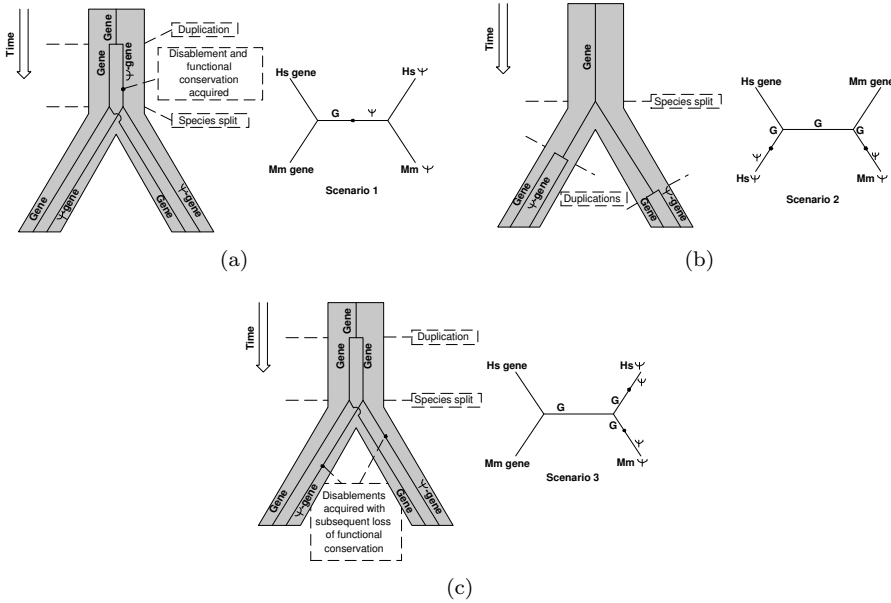 Time
Gene
Gene
Ψ-gene
Duplication
Disablement and
functional
conservation
acquired
Species split
Gene
Ψ-gene
Gene
Ψ-gene
Hs gene
Hs Ψ
G
Ψ
Mm gene
Mm Ψ
Scenario 1
(a)
Time
Gene
Species split
Gene
Ψ-gene
Duplications
Gene
Ψ-gene
Hs gene
Mm gene
G
G
G
Ψ
Ψ
Hs Ψ
Mm Ψ
Scenario 2
(b)
Time
Gene
Gene
Gene
Duplication
Species split
Gene
Ψ-gene
Gene
Ψ-gene
Disablements
acquired with
subsequent loss
of functional
conservation
Hs gene
Hs Ψ
Ψ
G
G
G
Ψ
Mm gene
Mm Ψ
Scenario 3
(c)